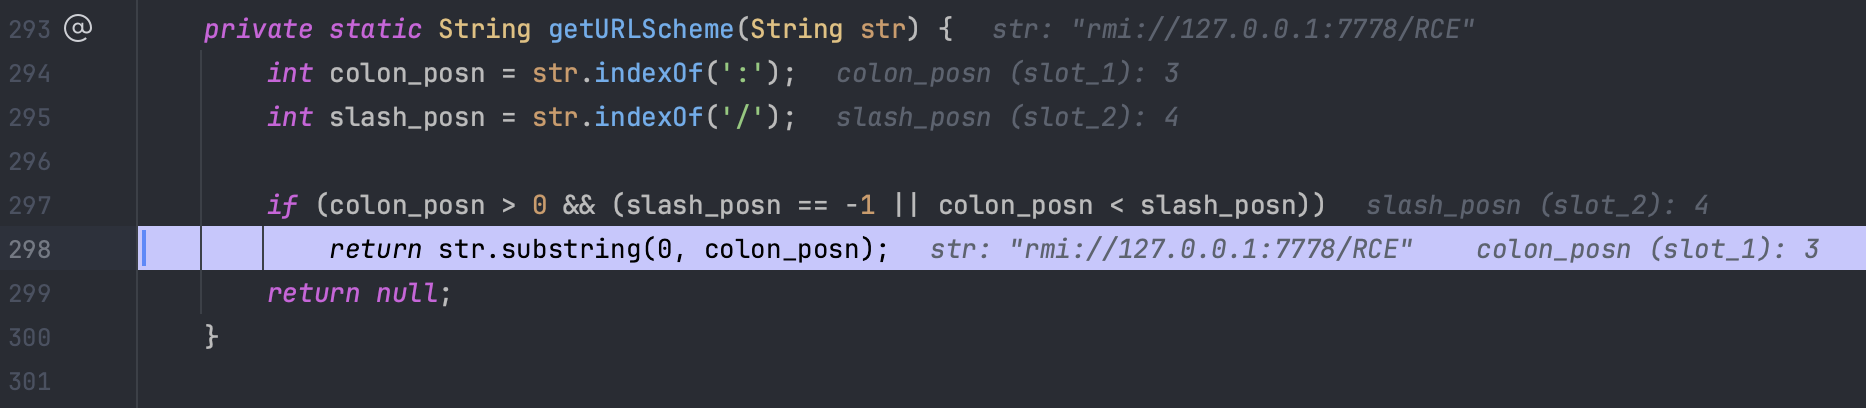 293 @ private static String getURLScheme(String str) { str: "rmi://127.0.0.1:7778/RCE"
294 int colon_posn = str.indexOf(':'); colon_posn (slot_1): 3
295 int slash_posn = str.indexOf('/'); slash_posn (slot_2): 4
296
297 if (colon_posn > 0 && (slash_posn == -1 || colon_posn < slash_posn)) slash_posn (slot_2): 4
298 return str.substring(0, colon_posn); str: "rmi://127.0.0.1:7778/RCE" colon_posn (slot_1): 3
299 return null;
300 }
301